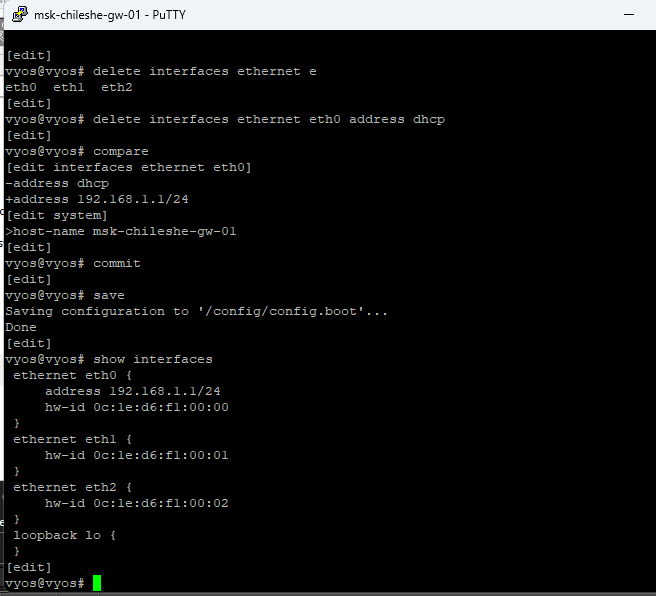 msk-chileshe-gw-01 - PuTTY
[edit]
vyos@vyos# delete interfaces ethernet e
eth0  eth1  eth2
[edit]
vyos@vyos# delete interfaces ethernet eth0 address dhcp
[edit]
vyos@vyos# compare
[edit interfaces ethernet eth0]
-address dhcp
+address 192.168.1.1/24
[edit system]
>host-name msk-chileshe-gw-01
[edit]
vyos@vyos# commit
[edit]
vyos@vyos# save
Saving configuration to '/config/config.boot'...
Done
[edit]
vyos@vyos# show interfaces
 ethernet eth0 {
     address 192.168.1.1/24
     hw-id 0c:1e:d6:f1:00:00
 }
 ethernet eth1 {
     hw-id 0c:1e:d6:f1:00:01
 }
 ethernet eth2 {
     hw-id 0c:1e:d6:f1:00:02
 }
 loopback lo {
 }
[edit]
vyos@vyos#